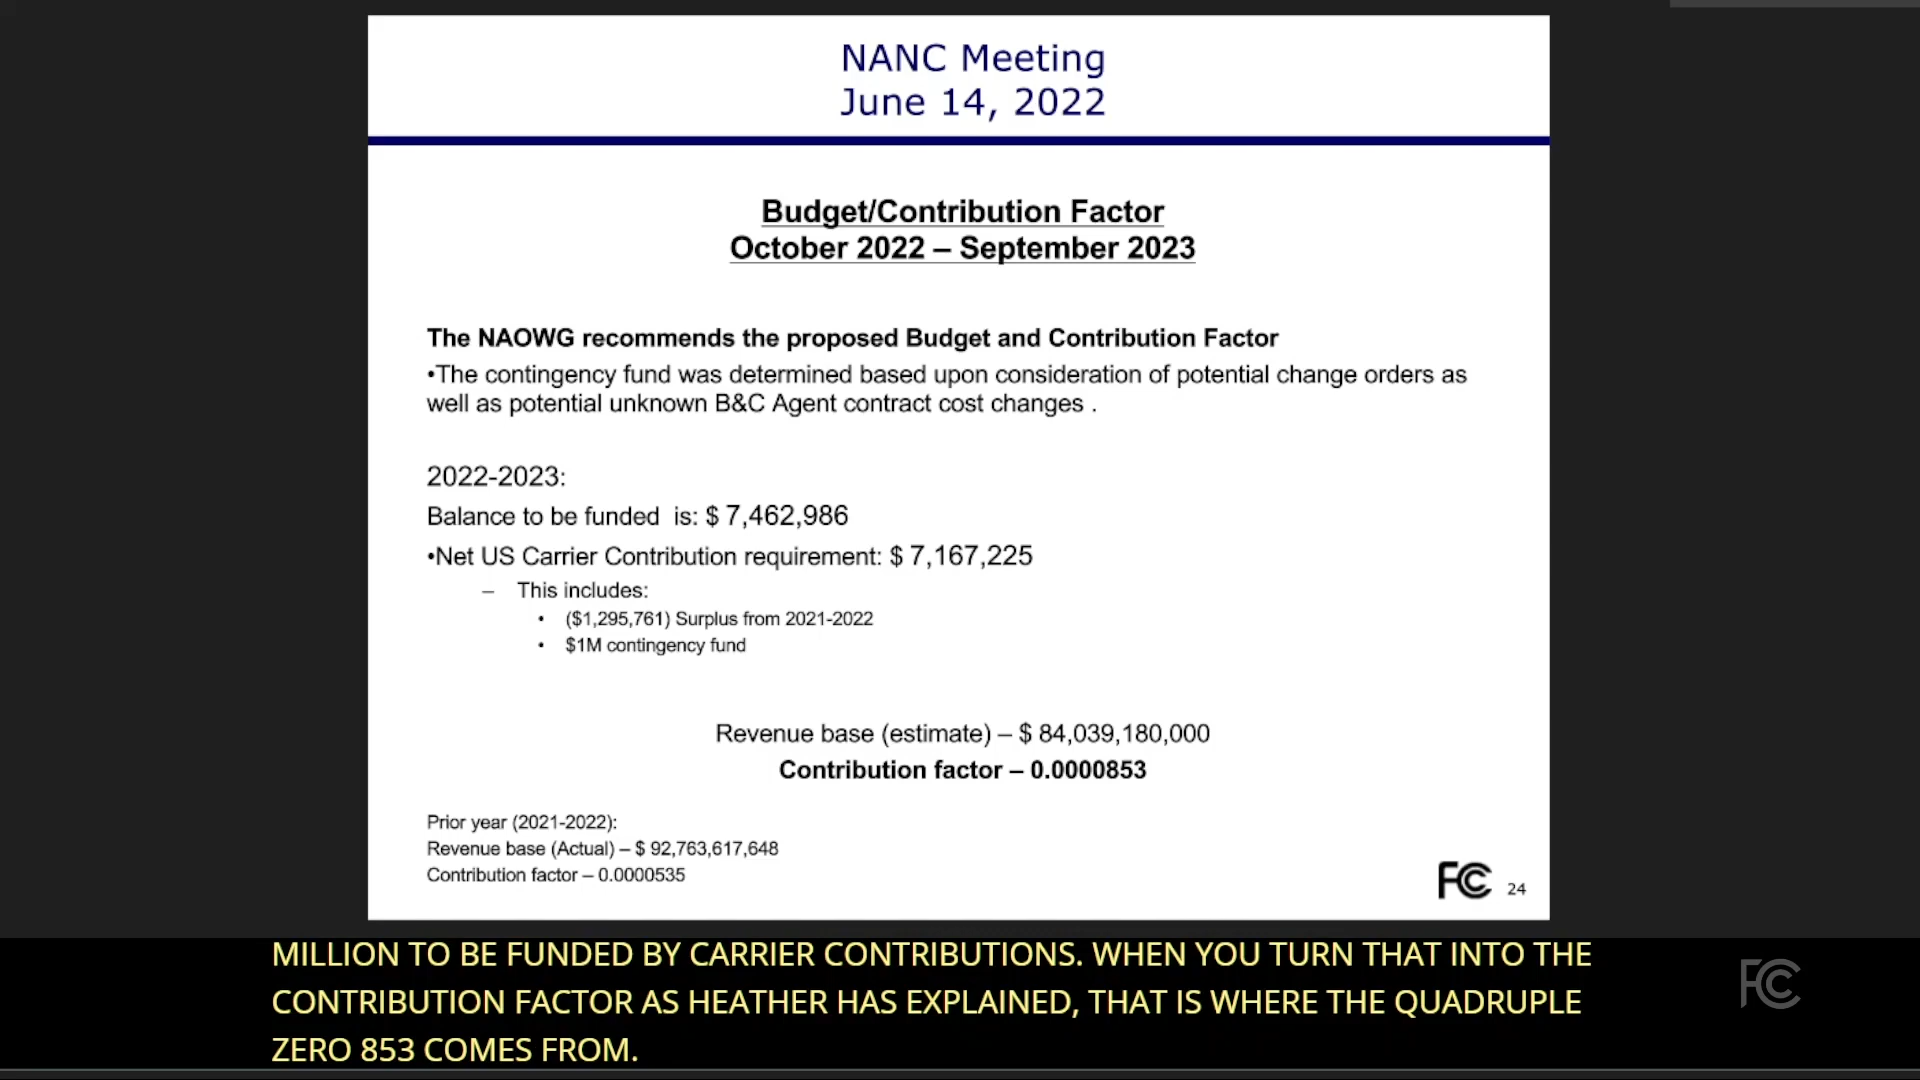 NANC Meeting
June 14, 2022
Budget/Contribution Factor
October 2022 – September 2023
The NAOWG recommends the proposed Budget and Contribution Factor
•The contingency fund was determined based upon consideration of potential change orders as
well as potential unknown B&C Agent contract cost changes .
2022-2023:
Balance to be funded  is: $ 7,462,986
•Net US Carrier Contribution requirement: $ 7,167,225
– This includes:
• ($1,295,761) Surplus from 2021-2022
• $1M contingency fund
Revenue base (estimate) – $ 84,039,180,000
Contribution factor – 0.0000853
Prior year (2021-2022):
Revenue base (Actual) – $ 92,763,617,648
Contribution factor – 0.0000535
FCC 24
MILLION TO BE FUNDED BY CARRIER CONTRIBUTIONS. WHEN YOU TURN THAT INTO THE
CONTRIBUTION FACTOR AS HEATHER HAS EXPLAINED, THAT IS WHERE THE QUADRUPLE
ZERO 853 COMES FROM.
FCC